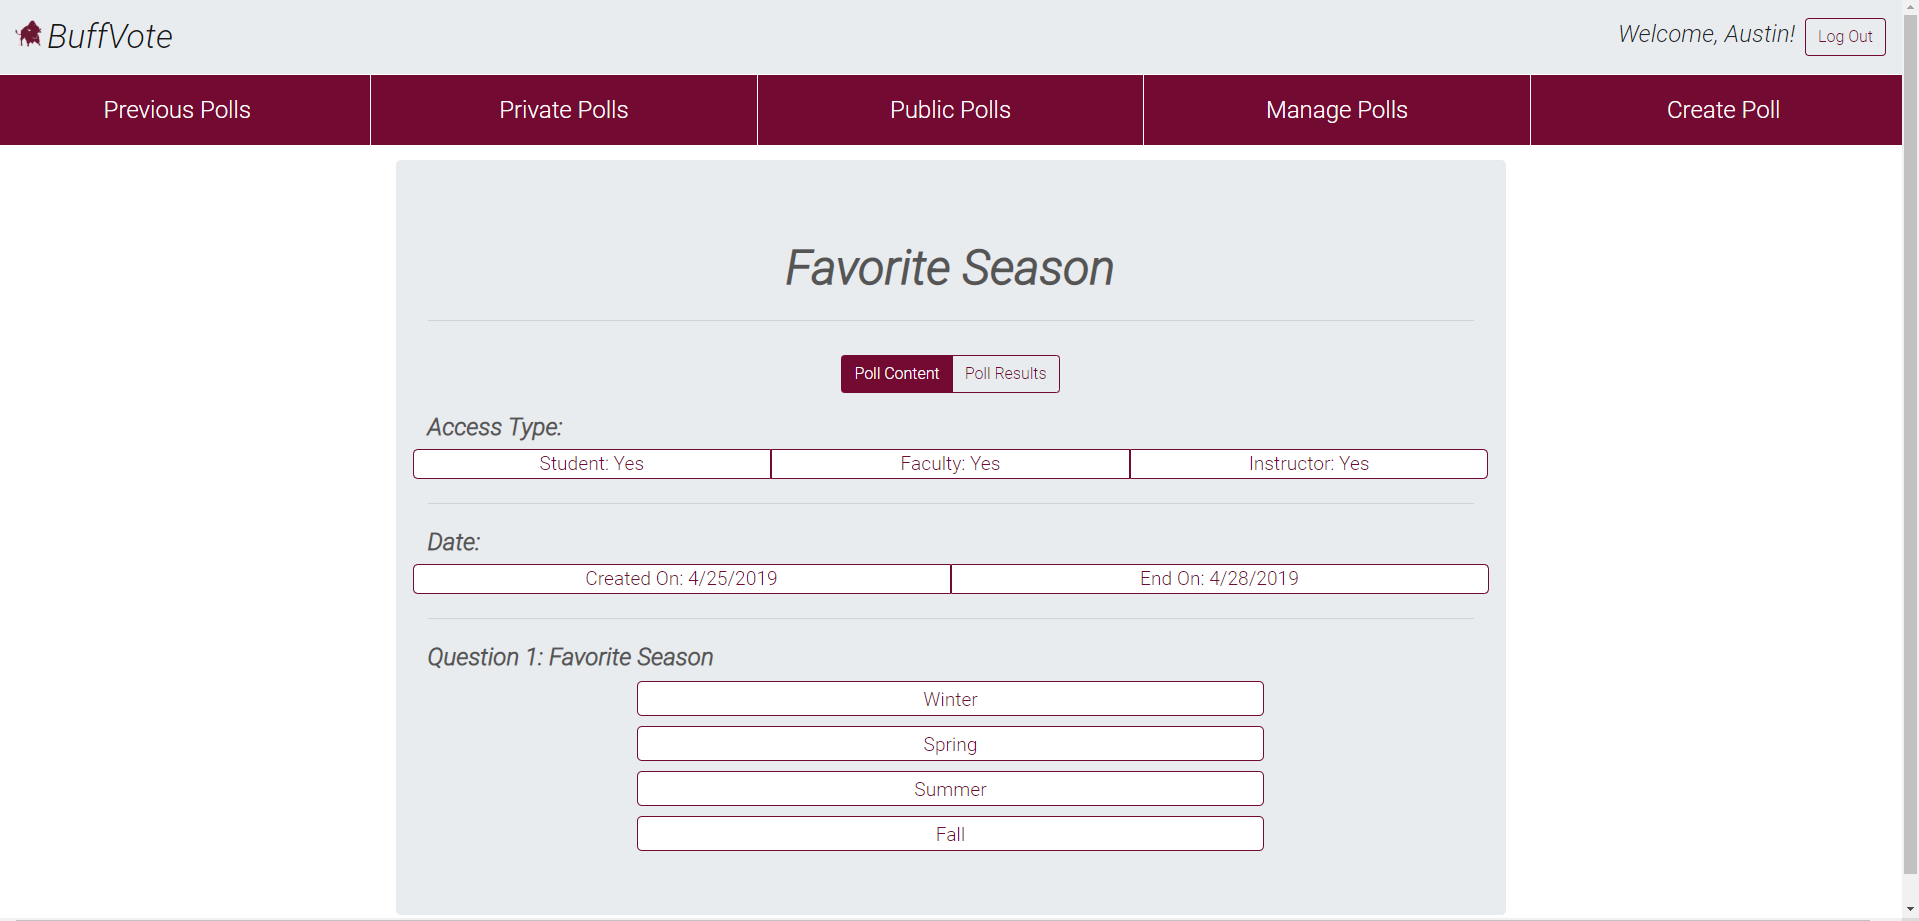 BuffVote
Welcome, Austin! Log Out
Previous Polls Private Polls Public Polls Manage Polls Create Poll
Favorite Season
Poll Content Poll Results
Access Type:
Student: Yes Faculty: Yes Instructor: Yes
Date:
Created On: 4/25/2019 End On: 4/28/2019
Question 1: Favorite Season
Winter
Spring
Summer
Fall